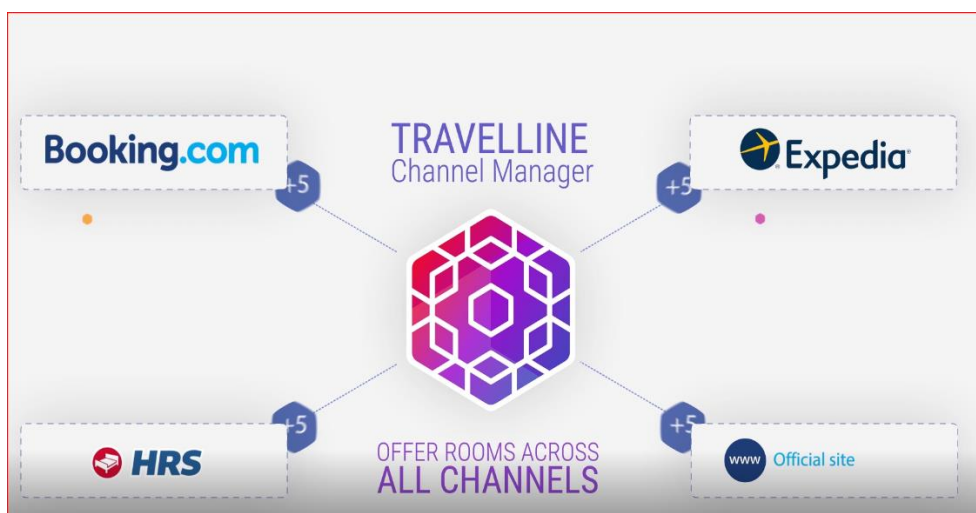 TRAVELLINE
Channel Manager
Booking.com
+5
Expedia
+5
+5
HRS
+5
www Official site
OFFER ROOMS ACROSS
ALL CHANNELS